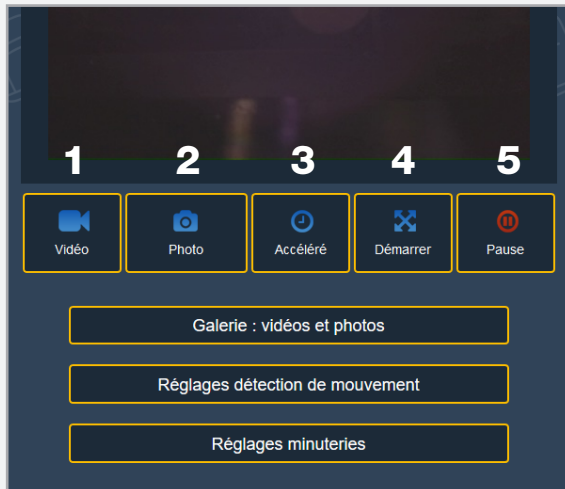 1 2 3 4 5
Vidéo Photo Accéléré Démarrer Pause
Galerie : vidéos et photos
Réglages détection de mouvement
Réglages minuteries